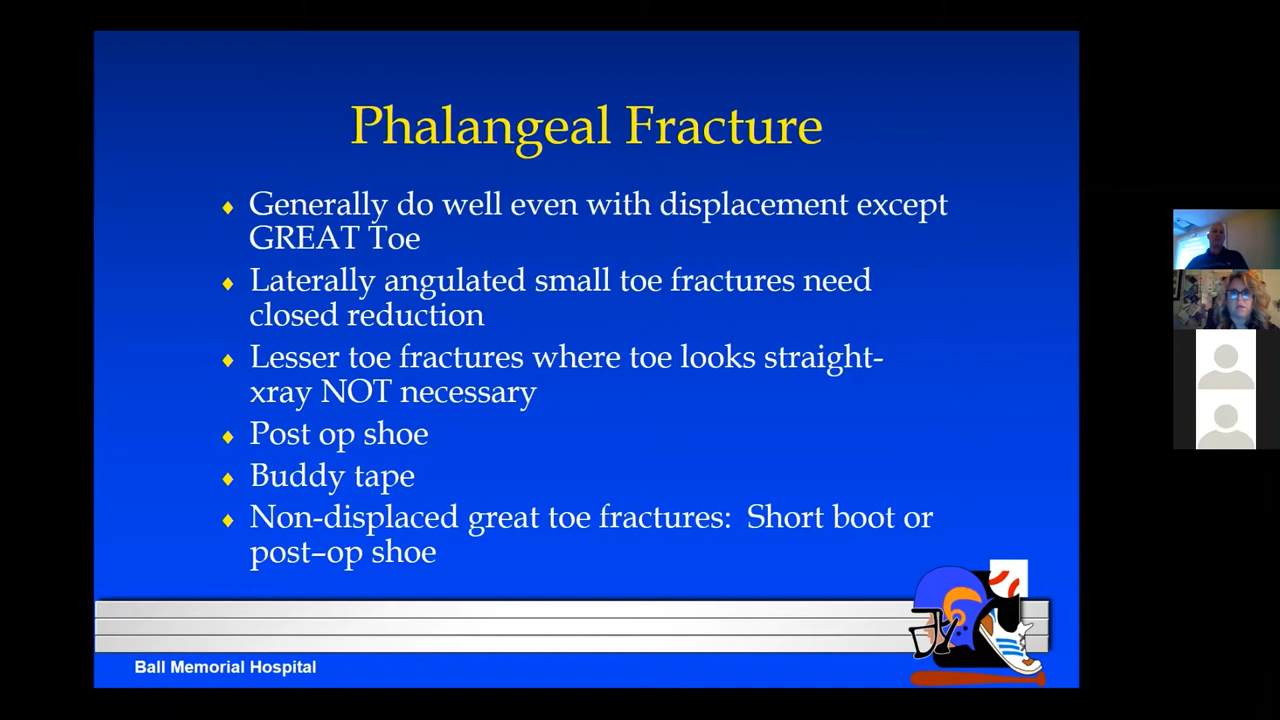 Phalangeal Fracture
Generally do well even with displacement except
GREAT Toe
Laterally angulated small toe fractures need
closed reduction
Lesser toe fractures where toe looks straight-
xray NOT necessary
Post op shoe
Buddy tape
Non-displaced great toe fractures: Short boot or
post–op shoe
Ball Memorial Hospital